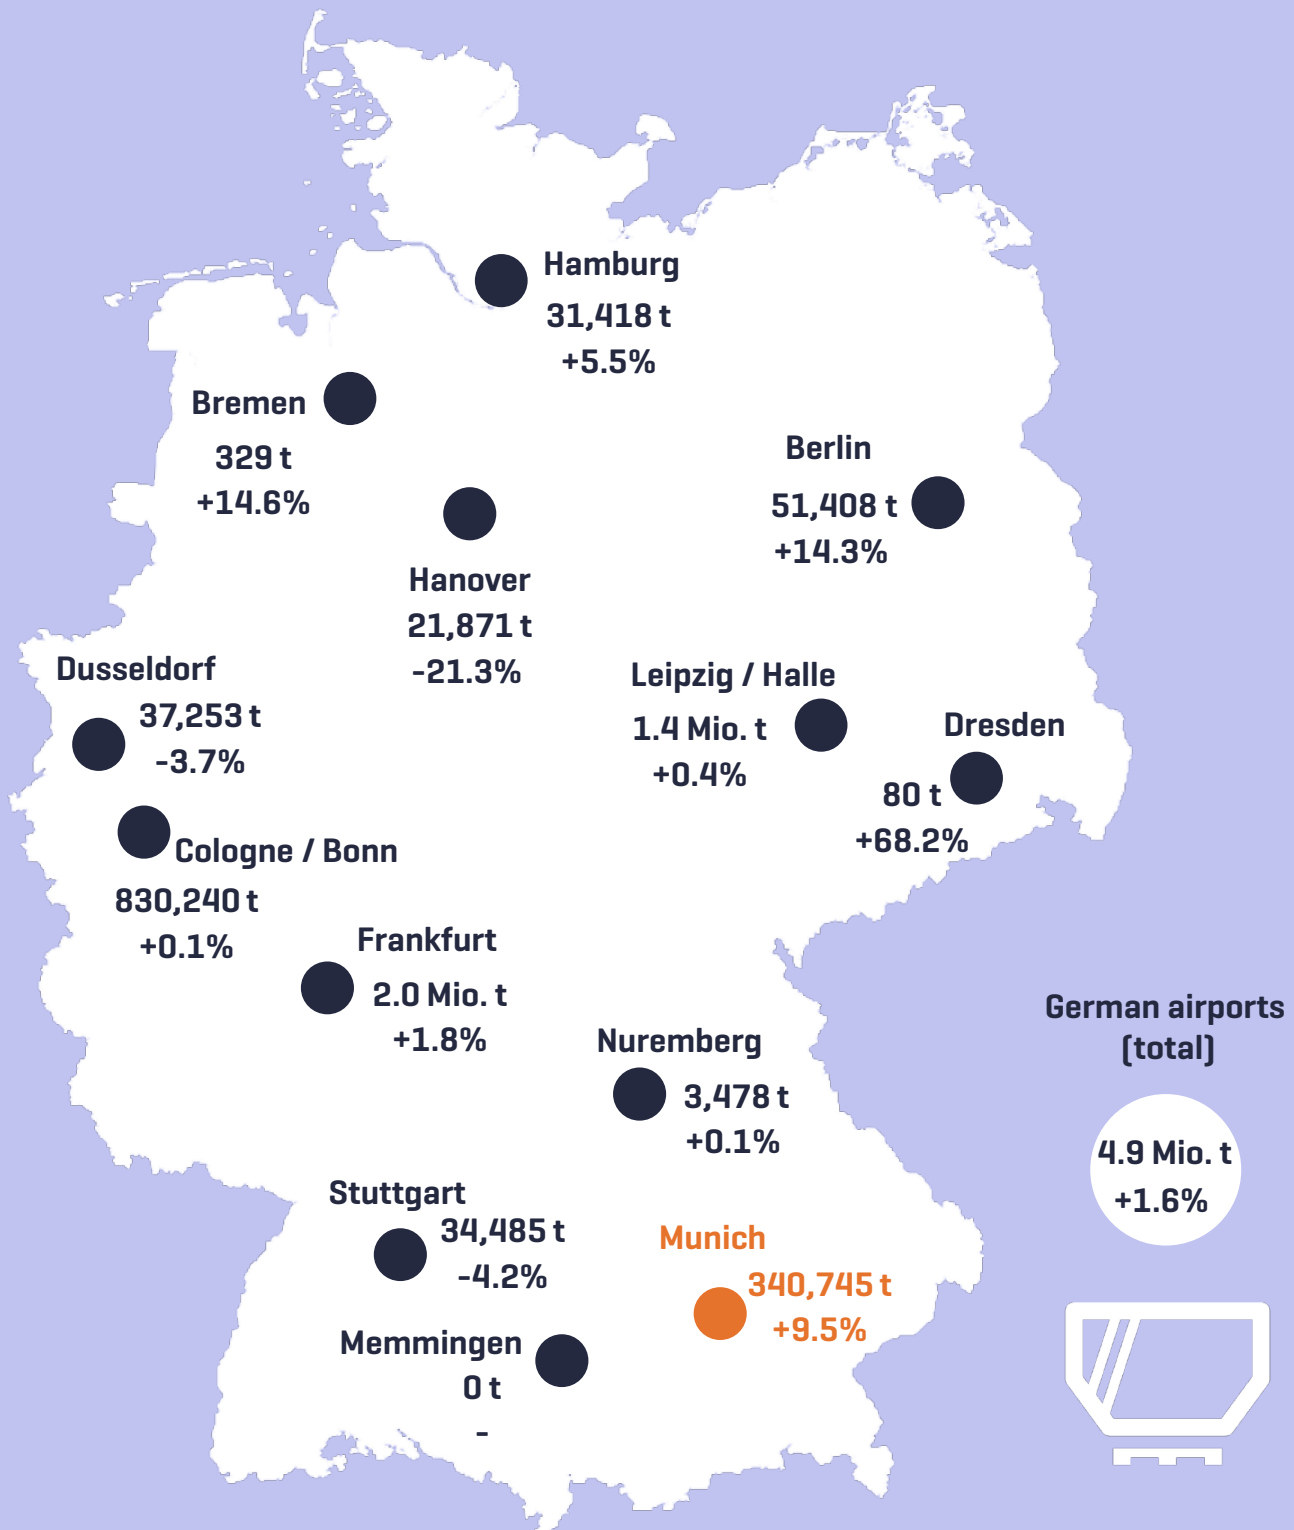 Hamburg
31,418 t
+5.5%
Bremen
329 t
+14.6%
Berlin
51,408 t
+14.3%
Hanover
21,871 t
-21.3%
Dusseldorf
37,253 t
-3.7%
Leipzig / Halle
1.4 Mio. t
+0.4%
Dresden
80 t
+68.2%
Cologne / Bonn
830,240 t
+0.1%
Frankfurt
2.0 Mio. t
+1.8%
Nuremberg
3,478 t
+0.1%
German airports
(total)
4.9 Mio. t
+1.6%
Stuttgart
34,485 t
-4.2%
Munich
340,745 t
+9.5%
Memmingen
0 t
-